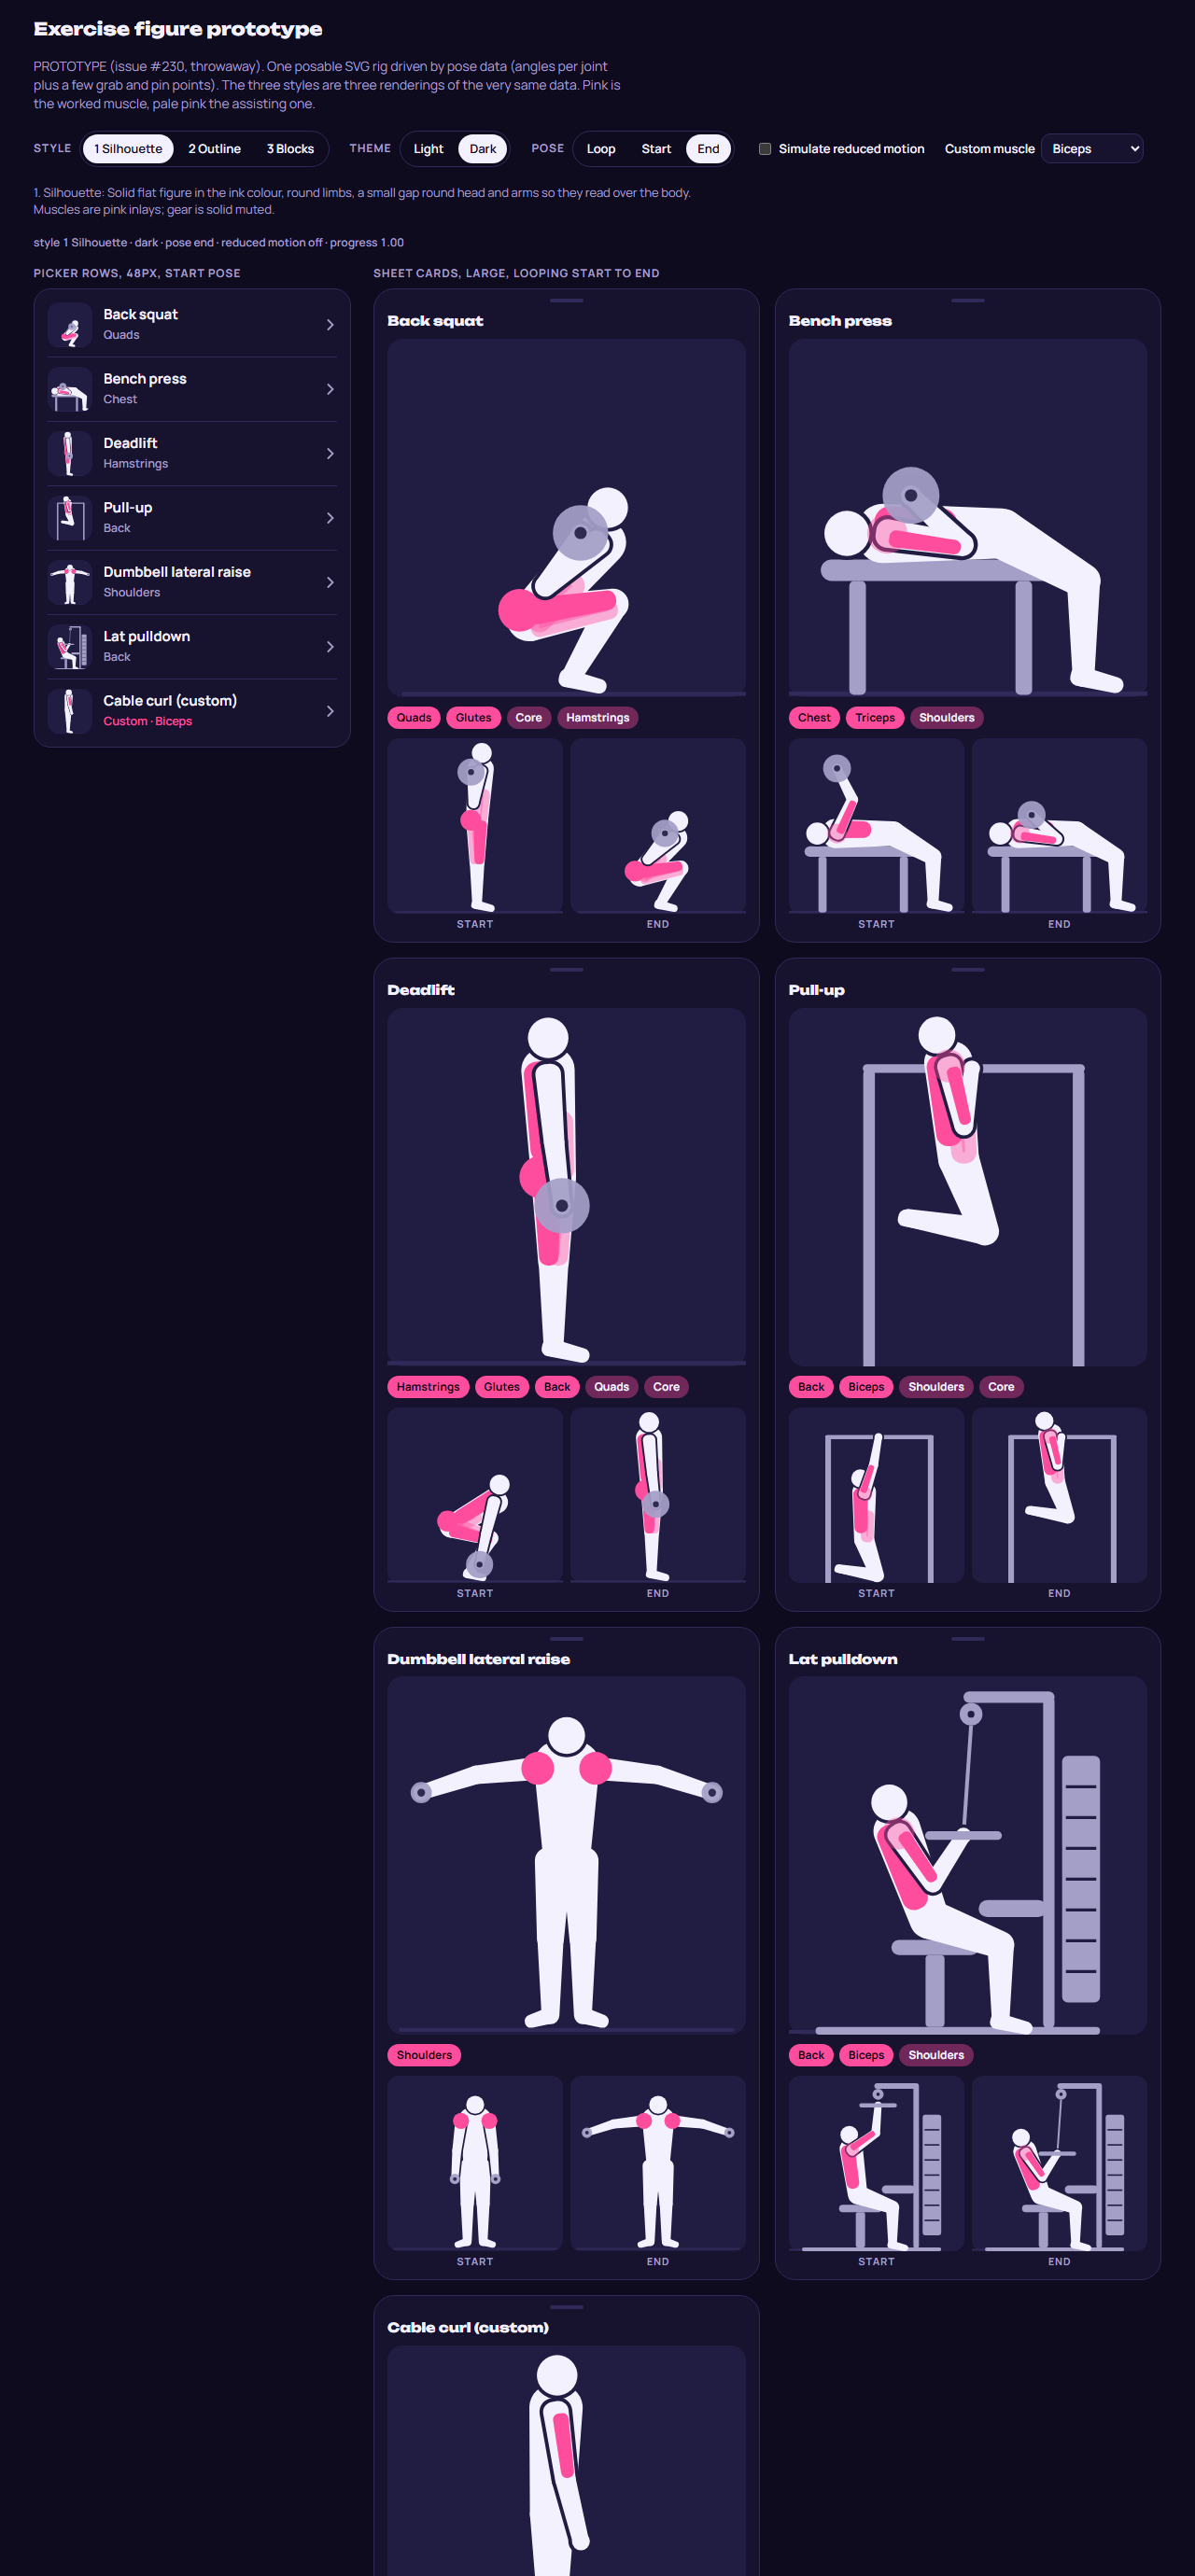 Exercise figure prototype
PROTOTYPE (issue #230, throwaway). One posable SVG rig driven by pose data (angles per joint
plus a few grab and pin points). The three styles are three renderings of the very same data. Pink is
the worked muscle, pale pink the assisting one.
STYLE 1 Silhouette 2 Outline 3 Blocks THEME Light Dark POSE Loop Start End Simulate reduced motion Custom muscle Biceps
1. Silhouette: Solid flat figure in the ink colour, round limbs, a small gap round head and arms so they read over the body.
Muscles are pink inlays; gear is solid muted.
style 1 Silhouette · dark · pose end · reduced motion off · progress 1.00
PICKER ROWS, 48PX, START POSE
Back squat
Quads
Bench press
Chest
Deadlift
Hamstrings
Pull-up
Back
Dumbbell lateral raise
Shoulders
Lat pulldown
Back
Cable curl (custom)
Custom · Biceps
SHEET CARDS, LARGE, LOOPING START TO END
Back squat
Quads Glutes Core Hamstrings
START END
Bench press
Chest Triceps Shoulders
START END
Deadlift
Hamstrings Glutes Back Quads Core
START END
Pull-up
Back Biceps Shoulders Core
START END
Dumbbell lateral raise
Shoulders
START END
Lat pulldown
Back Biceps Shoulders
START END
Cable curl (custom)